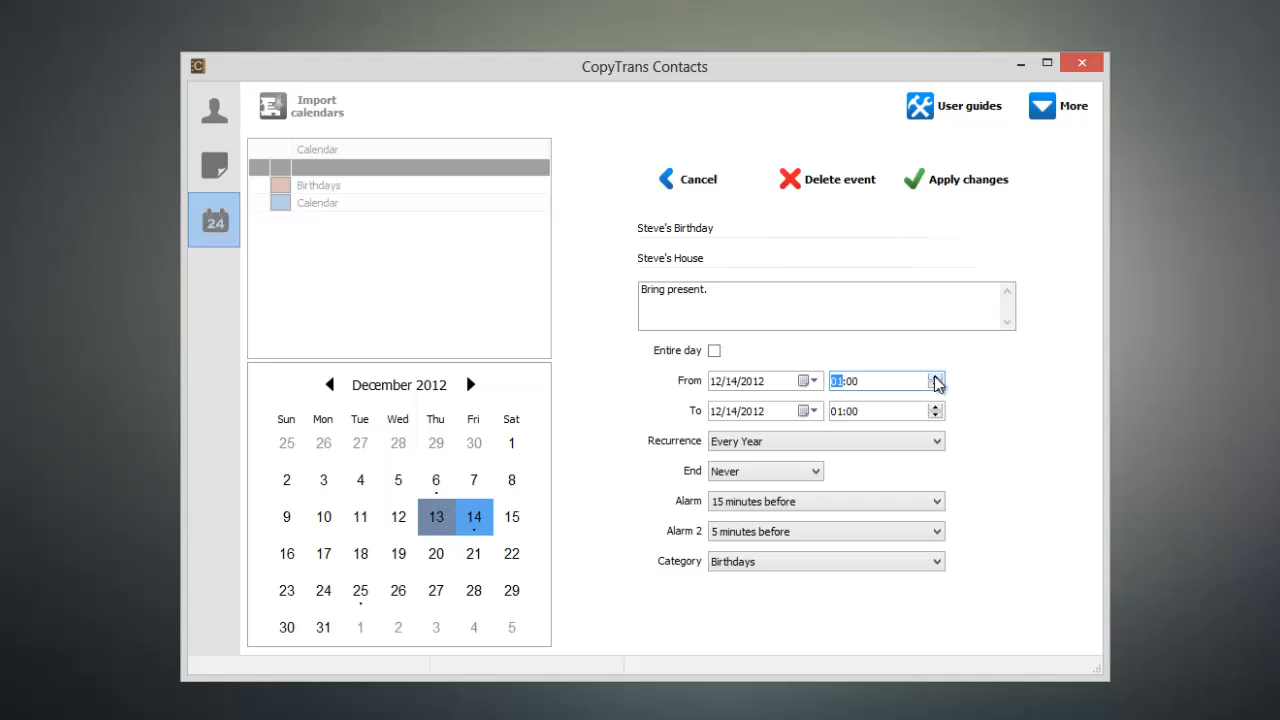 CopyTrans Contacts
Import
calendars
User guides
More
24
Calendar
Birthdays
Calendar
Cancel
Delete event
Apply changes
Steve's Birthday
Steve's House
Bring present.
Entire day
From 12/14/2012 01:00
To 12/14/2012 01:00
Recurrence Every Year
End Never
Alarm 15 minutes before
Alarm 2 5 minutes before
Category Birthdays
December 2012
Sun Mon Tue Wed Thu Fri Sat
25 26 27 28 29 30 1
2 3 4 5 6 7 8
9 10 11 12 13 14 15
16 17 18 19 20 21 22
23 24 25 26 27 28 29
30 31 1 2 3 4 5